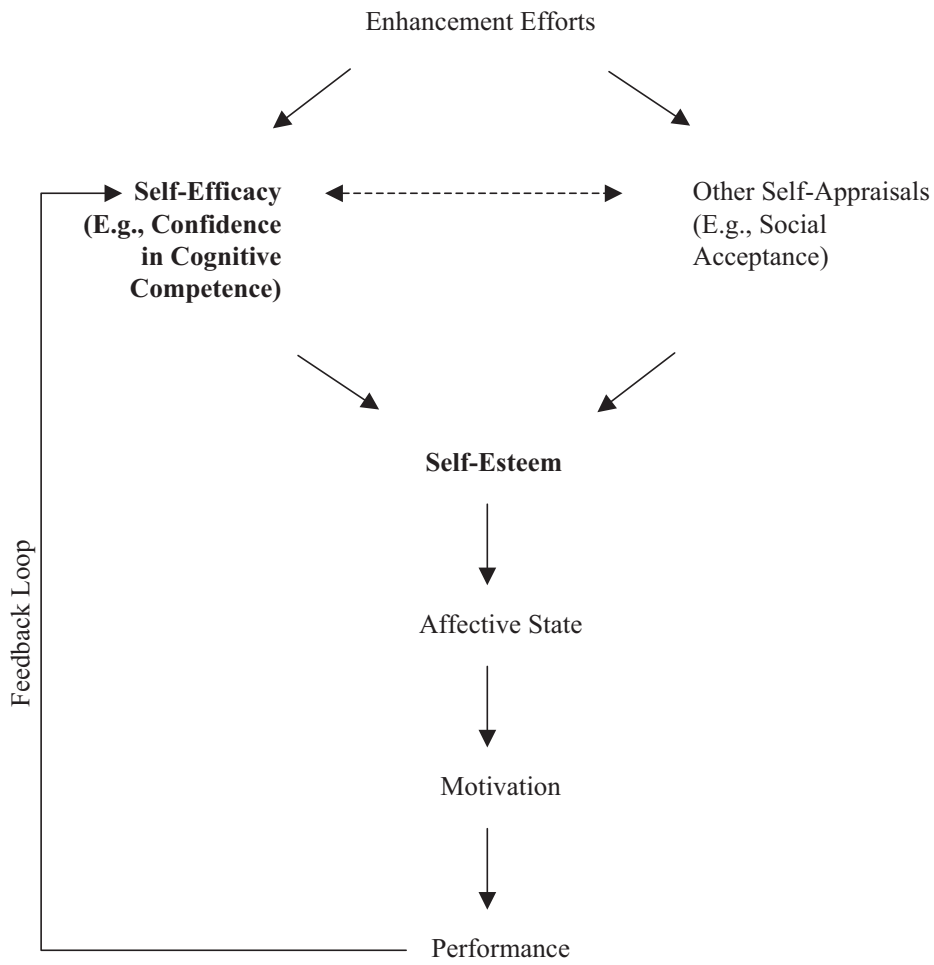 Enhancement Efforts
Self-Efficacy
(E.g., Confidence
in Cognitive
Competence)
Other Self-Appraisals
(E.g., Social
Acceptance)
Self-Esteem
Affective State
Feedback Loop
Motivation
Performance